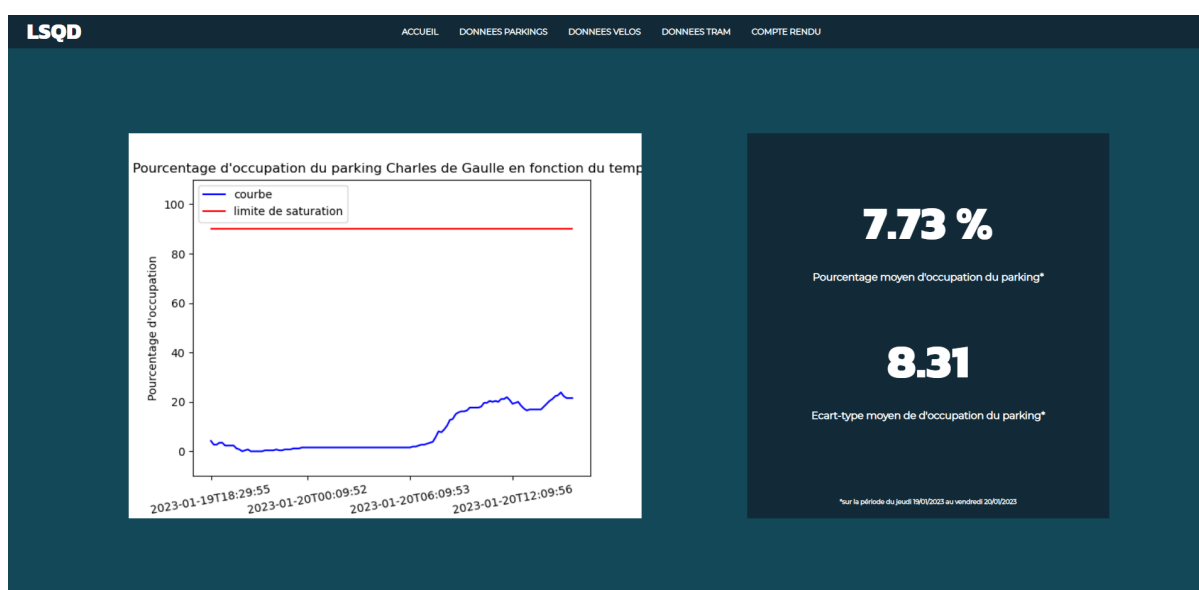 LSQD
ACCUEIL DONNEES PARKINGS DONNEES VELOS DONNEES TRAM COMPTE RENDU
Pourcentage d'occupation du parking Charles de Gaulle en fonction du temp
courbe
limite de saturation
100
80
60
40
20
0
Pourcentage d'occupation
2023-01-19T18:29:55
2023-01-20T00:09:52
2023-01-20T06:09:53
2023-01-20T12:09:56
7.73 %
Pourcentage moyen d'occupation du parking*
8.31
Ecart-type moyen de d'occupation du parking*
*sur la période du jeudi 19/01/2023 au vendredi 20/01/2023